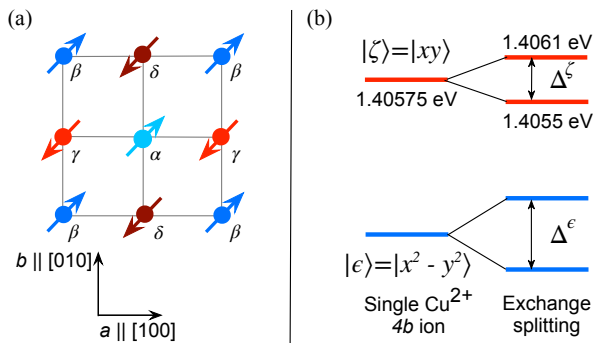 (a)
β δ β
γ α γ
β δ β
b || [010]
a || [100]
(b)
|ζ⟩=|xy⟩
1.40575 eV
1.4061 eV
Δ^ζ
1.4055 eV
|ϵ⟩=|x² - y²⟩
Δ^ϵ
Single Cu²⁺
4b ion
Exchange
splitting